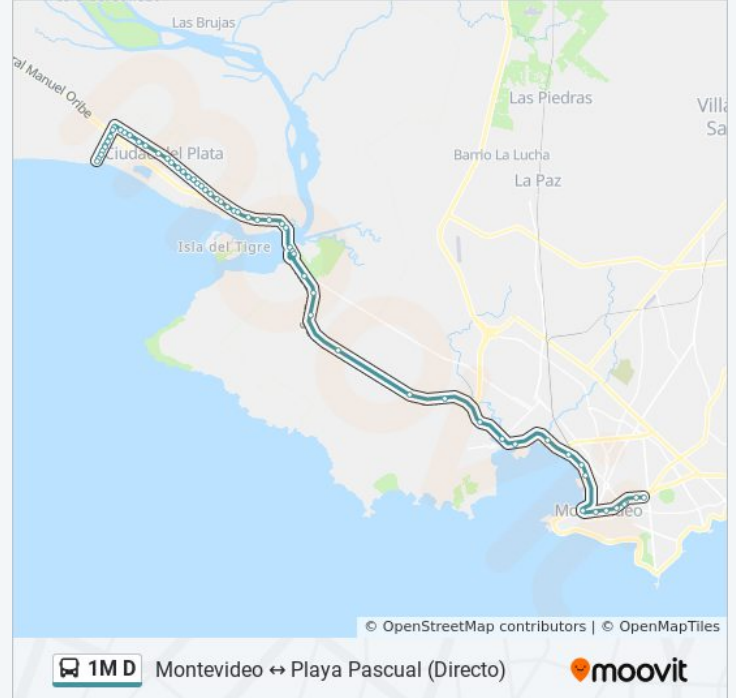 Las Brujas
ral Manuel Oribe
Las Piedras
Villa
Sa
Ciudad del Plata
Barrio La Lucha
La Paz
Isla del Tigre
Montevideo
© OpenStreetMap contributors | © OpenMapTiles
1M D Montevideo ↔ Playa Pascual (Directo) moovit